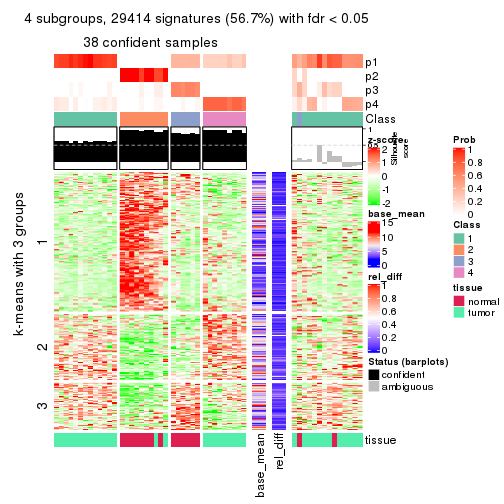 4 subgroups, 29414 signatures (56.7%) with fdr < 0.05
38 confident samples
p1
p2
p3
p4
Class
1
0.5
Silhouette
score
k-means with 3 groups
1
2
3
tissue
base_mean
rel_diff
z-score
2
1
0
-1
-2
base_mean
15
10
5
0
rel_diff
1
0.8
0.6
0.4
0.2
0
Status (barplots)
confident
ambiguous
Prob
1
0.8
0.6
0.4
0.2
0
Class
1
2
3
4
tissue
normal
tumor